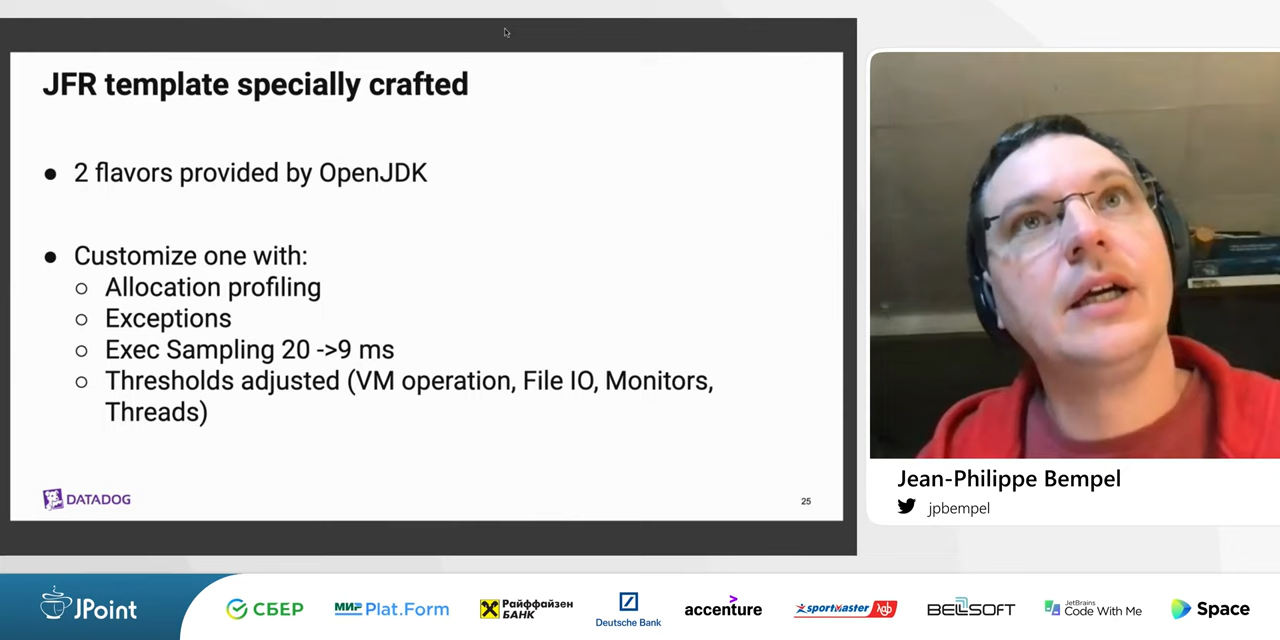 JFR template specially crafted
● 2 flavors provided by OpenJDK
● Customize one with:
○ Allocation profiling
○ Exceptions
○ Exec Sampling 20 ->9 ms
○ Thresholds adjusted (VM operation, File IO, Monitors,
Threads)
DATADOG
25
Jean-Philippe Bempel
jpbempel
JPoint
СБЕР
МИР Plat.Form
Райффайзен
БАНК
Deutsche Bank
accenture
sportmaster lab
BELLSOFT
JetBrains
Code With Me
Space